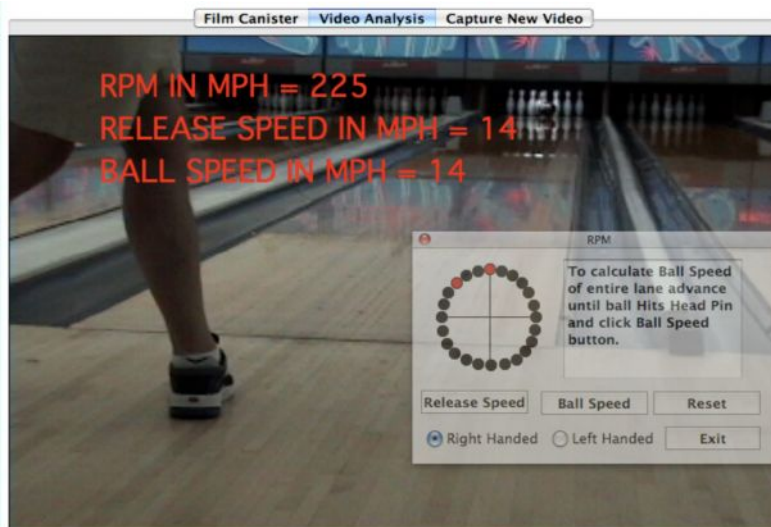 Film Canister Video Analysis Capture New Video
RPM IN MPH = 225
RELEASE SPEED IN MPH = 14
BALL SPEED IN MPH = 14
RPM
To calculate Ball Speed
of entire lane advance
until ball Hits Head Pin
and click Ball Speed
button.
Release Speed Ball Speed Reset
Right Handed Left Handed Exit